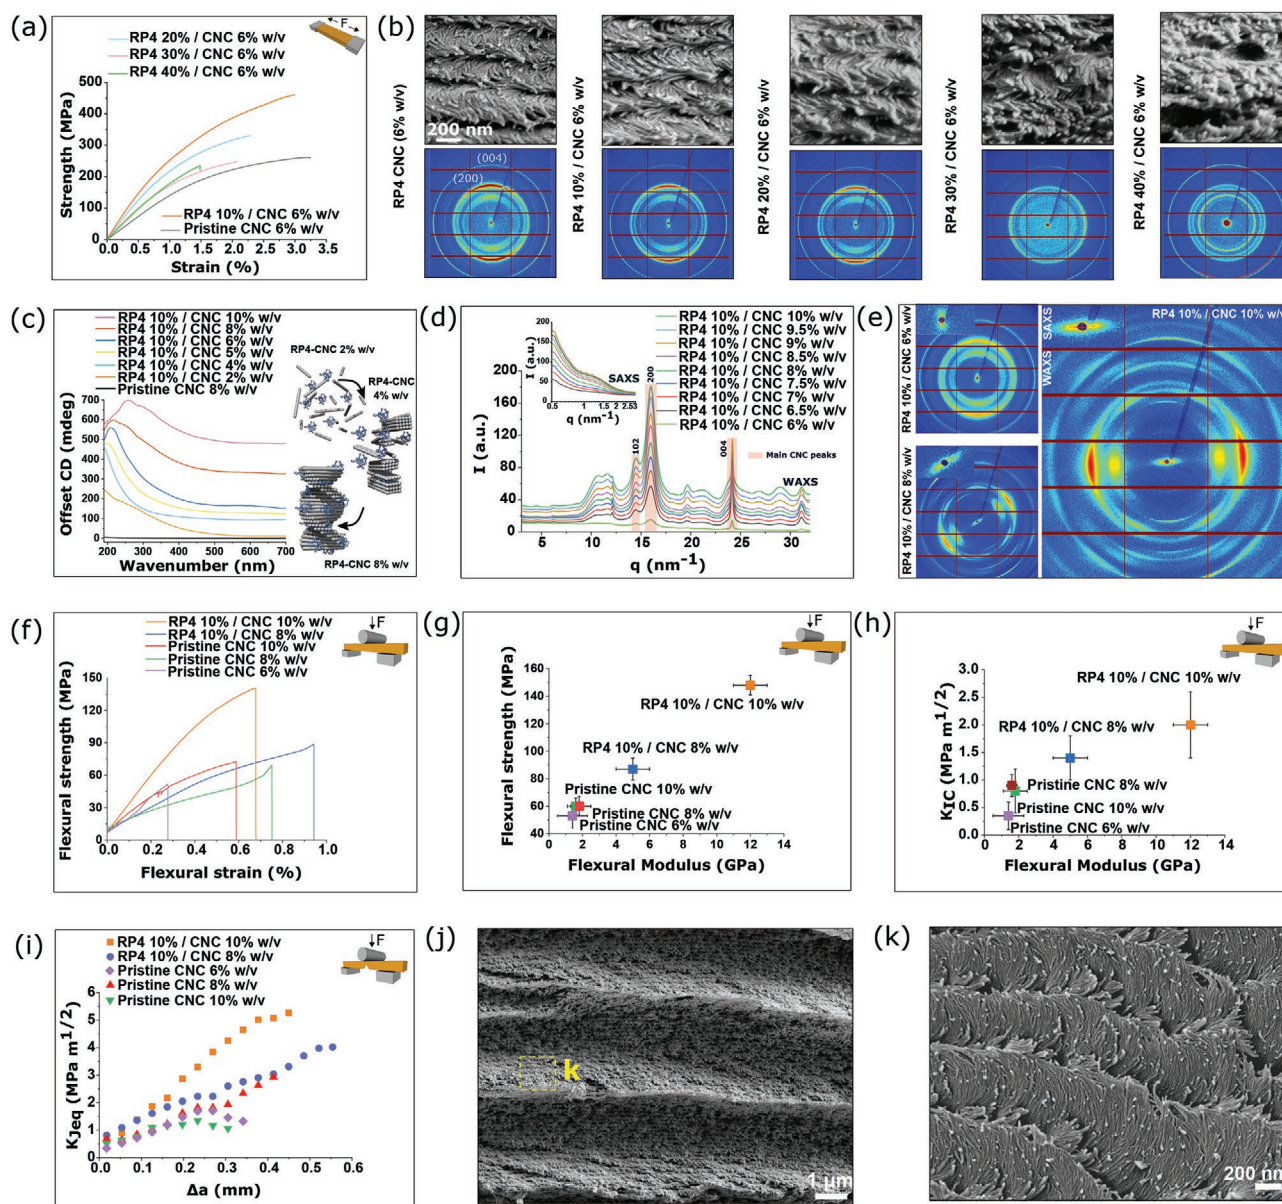 (a)
F
RP4 20% / CNC 6% w/v
RP4 30% / CNC 6% w/v
RP4 40% / CNC 6% w/v
500
400
300
200
100
0
Strength (MPa)
RP4 10% / CNC 6% w/v
Pristine CNC 6% w/v
0.0 0.5 1.0 1.5 2.0 2.5 3.0 3.5
Strain (%)
(b)
RP4 CNC (6% w/v)
200 nm
(004)
(200)
RP4 10% / CNC 6% w/v
RP4 20% / CNC 6% w/v
RP4 30% / CNC 6% w/v
RP4 40% / CNC 6% w/v
(c)
RP4 10% / CNC 10% w/v
RP4 10% / CNC 8% w/v
RP4 10% / CNC 6% w/v
RP4 10% / CNC 5% w/v
RP4 10% / CNC 4% w/v
RP4 10% / CNC 2% w/v
Pristine CNC 8% w/v
700
600
500
400
300
200
100
0
Offset CD (mdeg)
200 300 400 500 600 700
Wavenumber (nm)
RP4-CNC 2% w/v
RP4-CNC
4% w/v
RP4-CNC 8% w/v
(d)
RP4 10% / CNC 10% w/v
RP4 10% / CNC 9.5% w/v
RP4 10% / CNC 9% w/v
RP4 10% / CNC 8.5% w/v
RP4 10% / CNC 8% w/v
RP4 10% / CNC 7.5% w/v
RP4 10% / CNC 7% w/v
RP4 10% / CNC 6.5% w/v
RP4 10% / CNC 6% w/v
200
150
100
50
0
I (a.u.)
SAXS
0.5 1 1.5 2 2.53
q (nm⁻¹)
200
160
120
80
40
0
I (a.u.)
102
200
004
Main CNC peaks
WAXS
5 10 15 20 25 30
q (nm⁻¹)
(e)
RP4 10% / CNC 6% w/v
RP4 10% / CNC 8% w/v
SAXS
WAXS
RP4 10% / CNC 10% w/v
(f)
RP4 10% / CNC 10% w/v
RP4 10% / CNC 8% w/v
Pristine CNC 10% w/v
Pristine CNC 8% w/v
Pristine CNC 6% w/v
F
150
120
90
60
30
0
Flexural strength (MPa)
0.0 0.2 0.4 0.6 0.8 1.0
Flexural strain (%)
(g)
F
160
140
120
100
80
60
40
Flexural strength (MPa)
RP4 10% / CNC 10% w/v
RP4 10% / CNC 8% w/v
Pristine CNC 10% w/v
Pristine CNC 8% w/v
Pristine CNC 6% w/v
0 2 4 6 8 10 12 14
Flexural Modulus (GPa)
(h)
F
3.0
2.5
2.0
1.5
1.0
0.5
0.0
KIC (MPa m1/2)
RP4 10% / CNC 10% w/v
RP4 10% / CNC 8% w/v
Pristine CNC 8% w/v
Pristine CNC 10% w/v
Pristine CNC 6% w/v
0 2 4 6 8 10 12 14
Flexural Modulus (GPa)
(i)
RP4 10% / CNC 10% w/v
RP4 10% / CNC 8% w/v
Pristine CNC 6% w/v
Pristine CNC 8% w/v
Pristine CNC 10% w/v
F
6
5
4
3
2
1
0
KJeq (MPa m1/2)
0.0 0.1 0.2 0.3 0.4 0.5 0.6
Δa (mm)
(j)
k
1 µm
(k)
200 nm